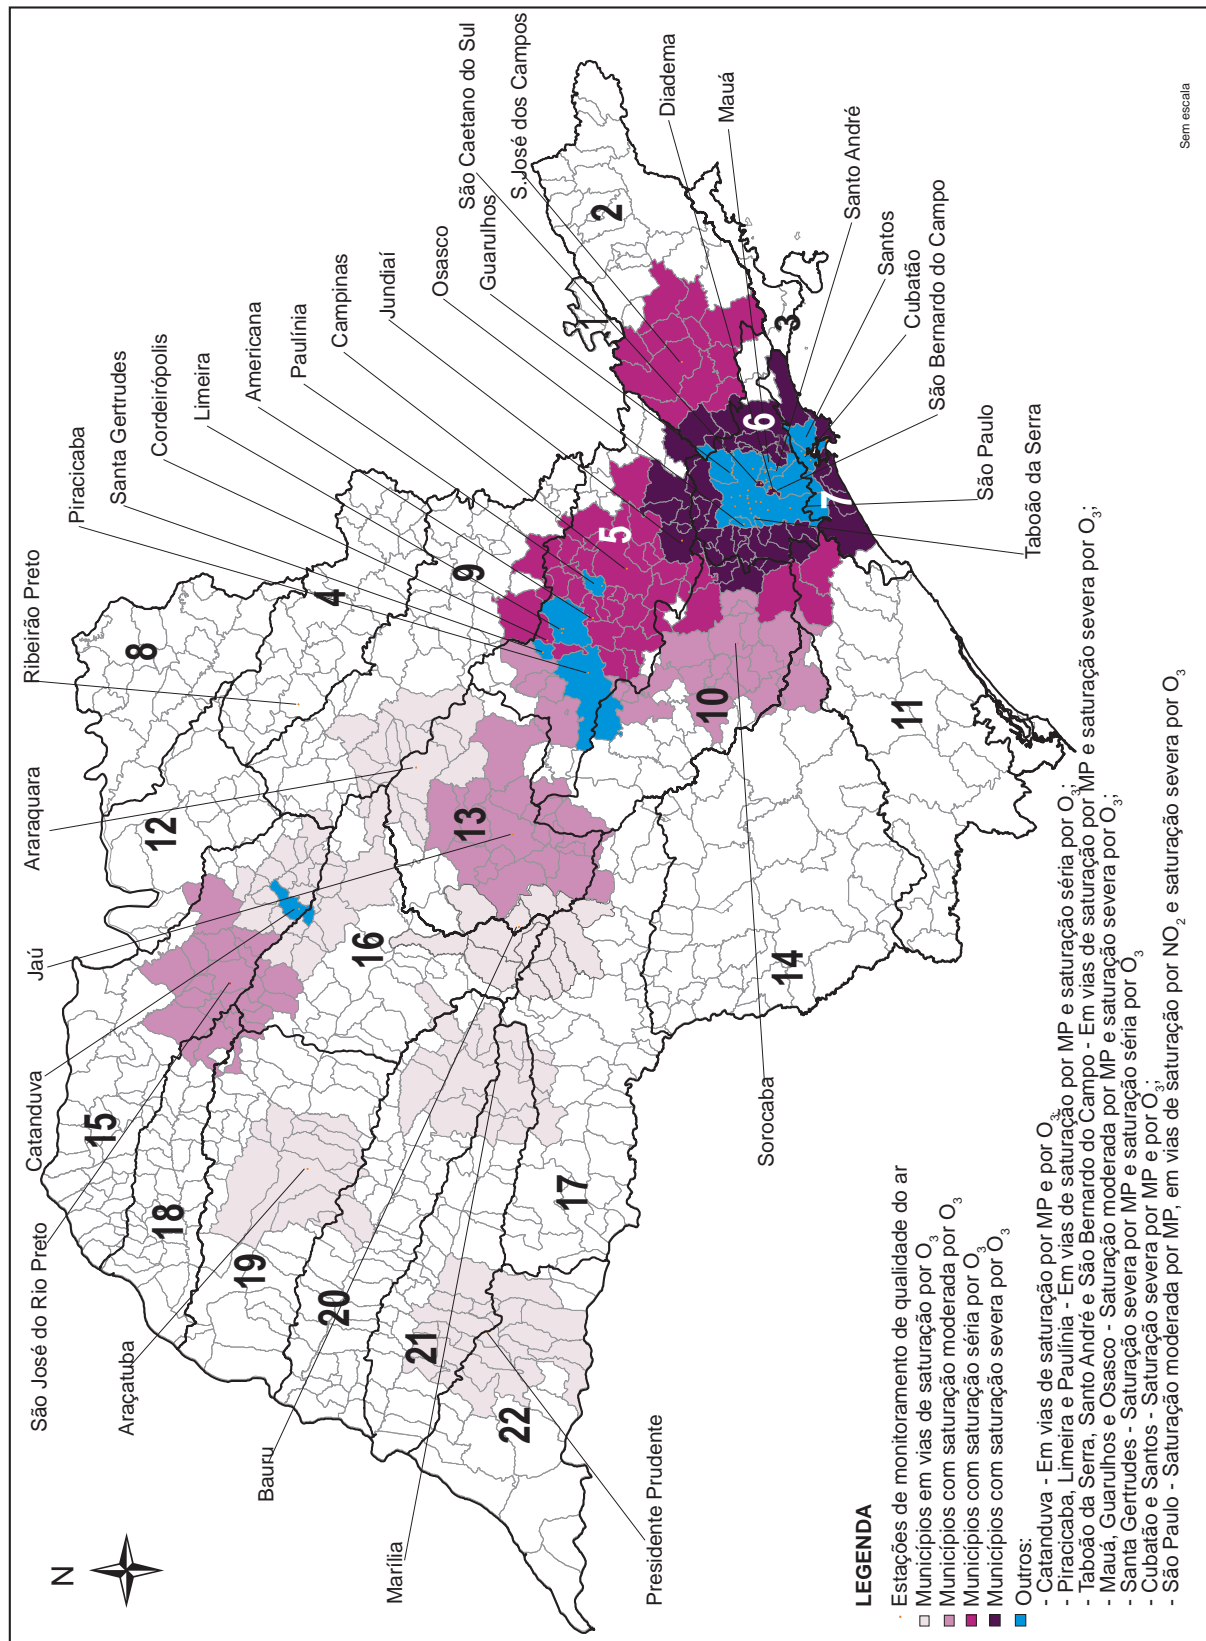 N
São José do Rio Preto
Catanduva
Jaú
Araraquara
Ribeirão Preto
Piracicaba
Santa Gertrudes
Cordeirópolis
Limeira
Americana
Paulínia
Campinas
Jundiaí
Osasco
Guarulhos
São Caetano do Sul
S.José dos Campos
Diadema
Mauá
Araçatuba
Bauru
Marília
Presidente Prudente
Sorocaba
Taboão da Serra
São Paulo
São Bernardo do Campo
Cubatão
Santos
Santo André
1
2
3
4
5
6
7
8
9
10
11
12
13
14
15
16
17
18
19
20
21
22
LEGENDA
Estações de monitoramento de qualidade do ar
Municípios em vias de saturação por O3
Municípios com saturação moderada por O3
Municípios com saturação séria por O3
Municípios com saturação severa por O3
Outros:
- Catanduva - Em vias de saturação por MP e por O3;
- Piracicaba, Limeira e Paulínia - Em vias de saturação por MP e saturação séria por O3;
- Taboão da Serra, Santo André e São Bernardo do Campo - Em vias de saturação por MP e saturação severa por O3;
- Mauá, Guarulhos e Osasco - Saturação moderada por MP e saturação severa por O3;
- Santa Gertrudes - Saturação severa por MP e saturação séria por O3
- Cubatão e Santos - Saturação severa por MP e por O3;
- São Paulo - Saturação moderada por MP, em vias de saturação por NO2 e saturação severa por O3
Sem escala